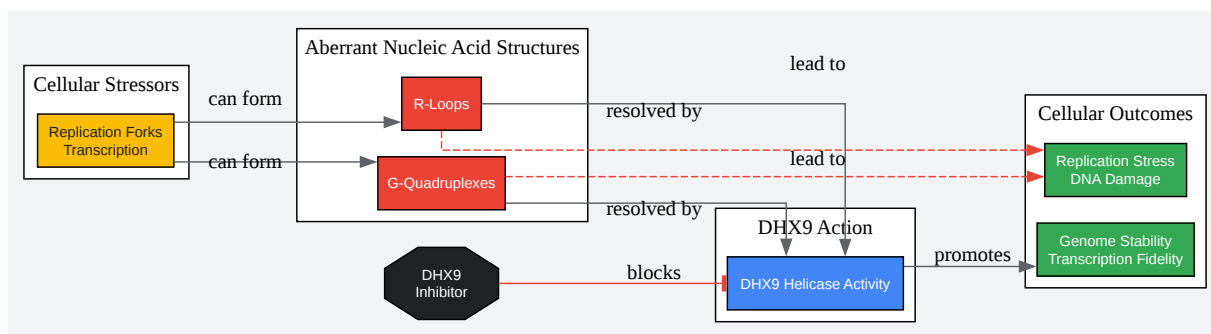 Cellular Stressors
Replication Forks
Transcription
can form
can form
Aberrant Nucleic Acid Structures
R-Loops
G-Quadruplexes
lead to
resolved by
lead to
resolved by
DHX9
Inhibitor
blocks
DHX9 Action
DHX9 Helicase Activity
promotes
Cellular Outcomes
Replication Stress
DNA Damage
Genome Stability
Transcription Fidelity